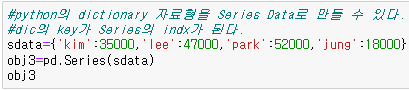 #python의 dictionary 자료형을 Series Data로 만들 수 있다.
#dic의 key가 Series의 indx가 된다.
sdata={'kim':35000,'lee':47000,'park':52000,'jung':18000}
obj3=pd.Series(sdata)
obj3